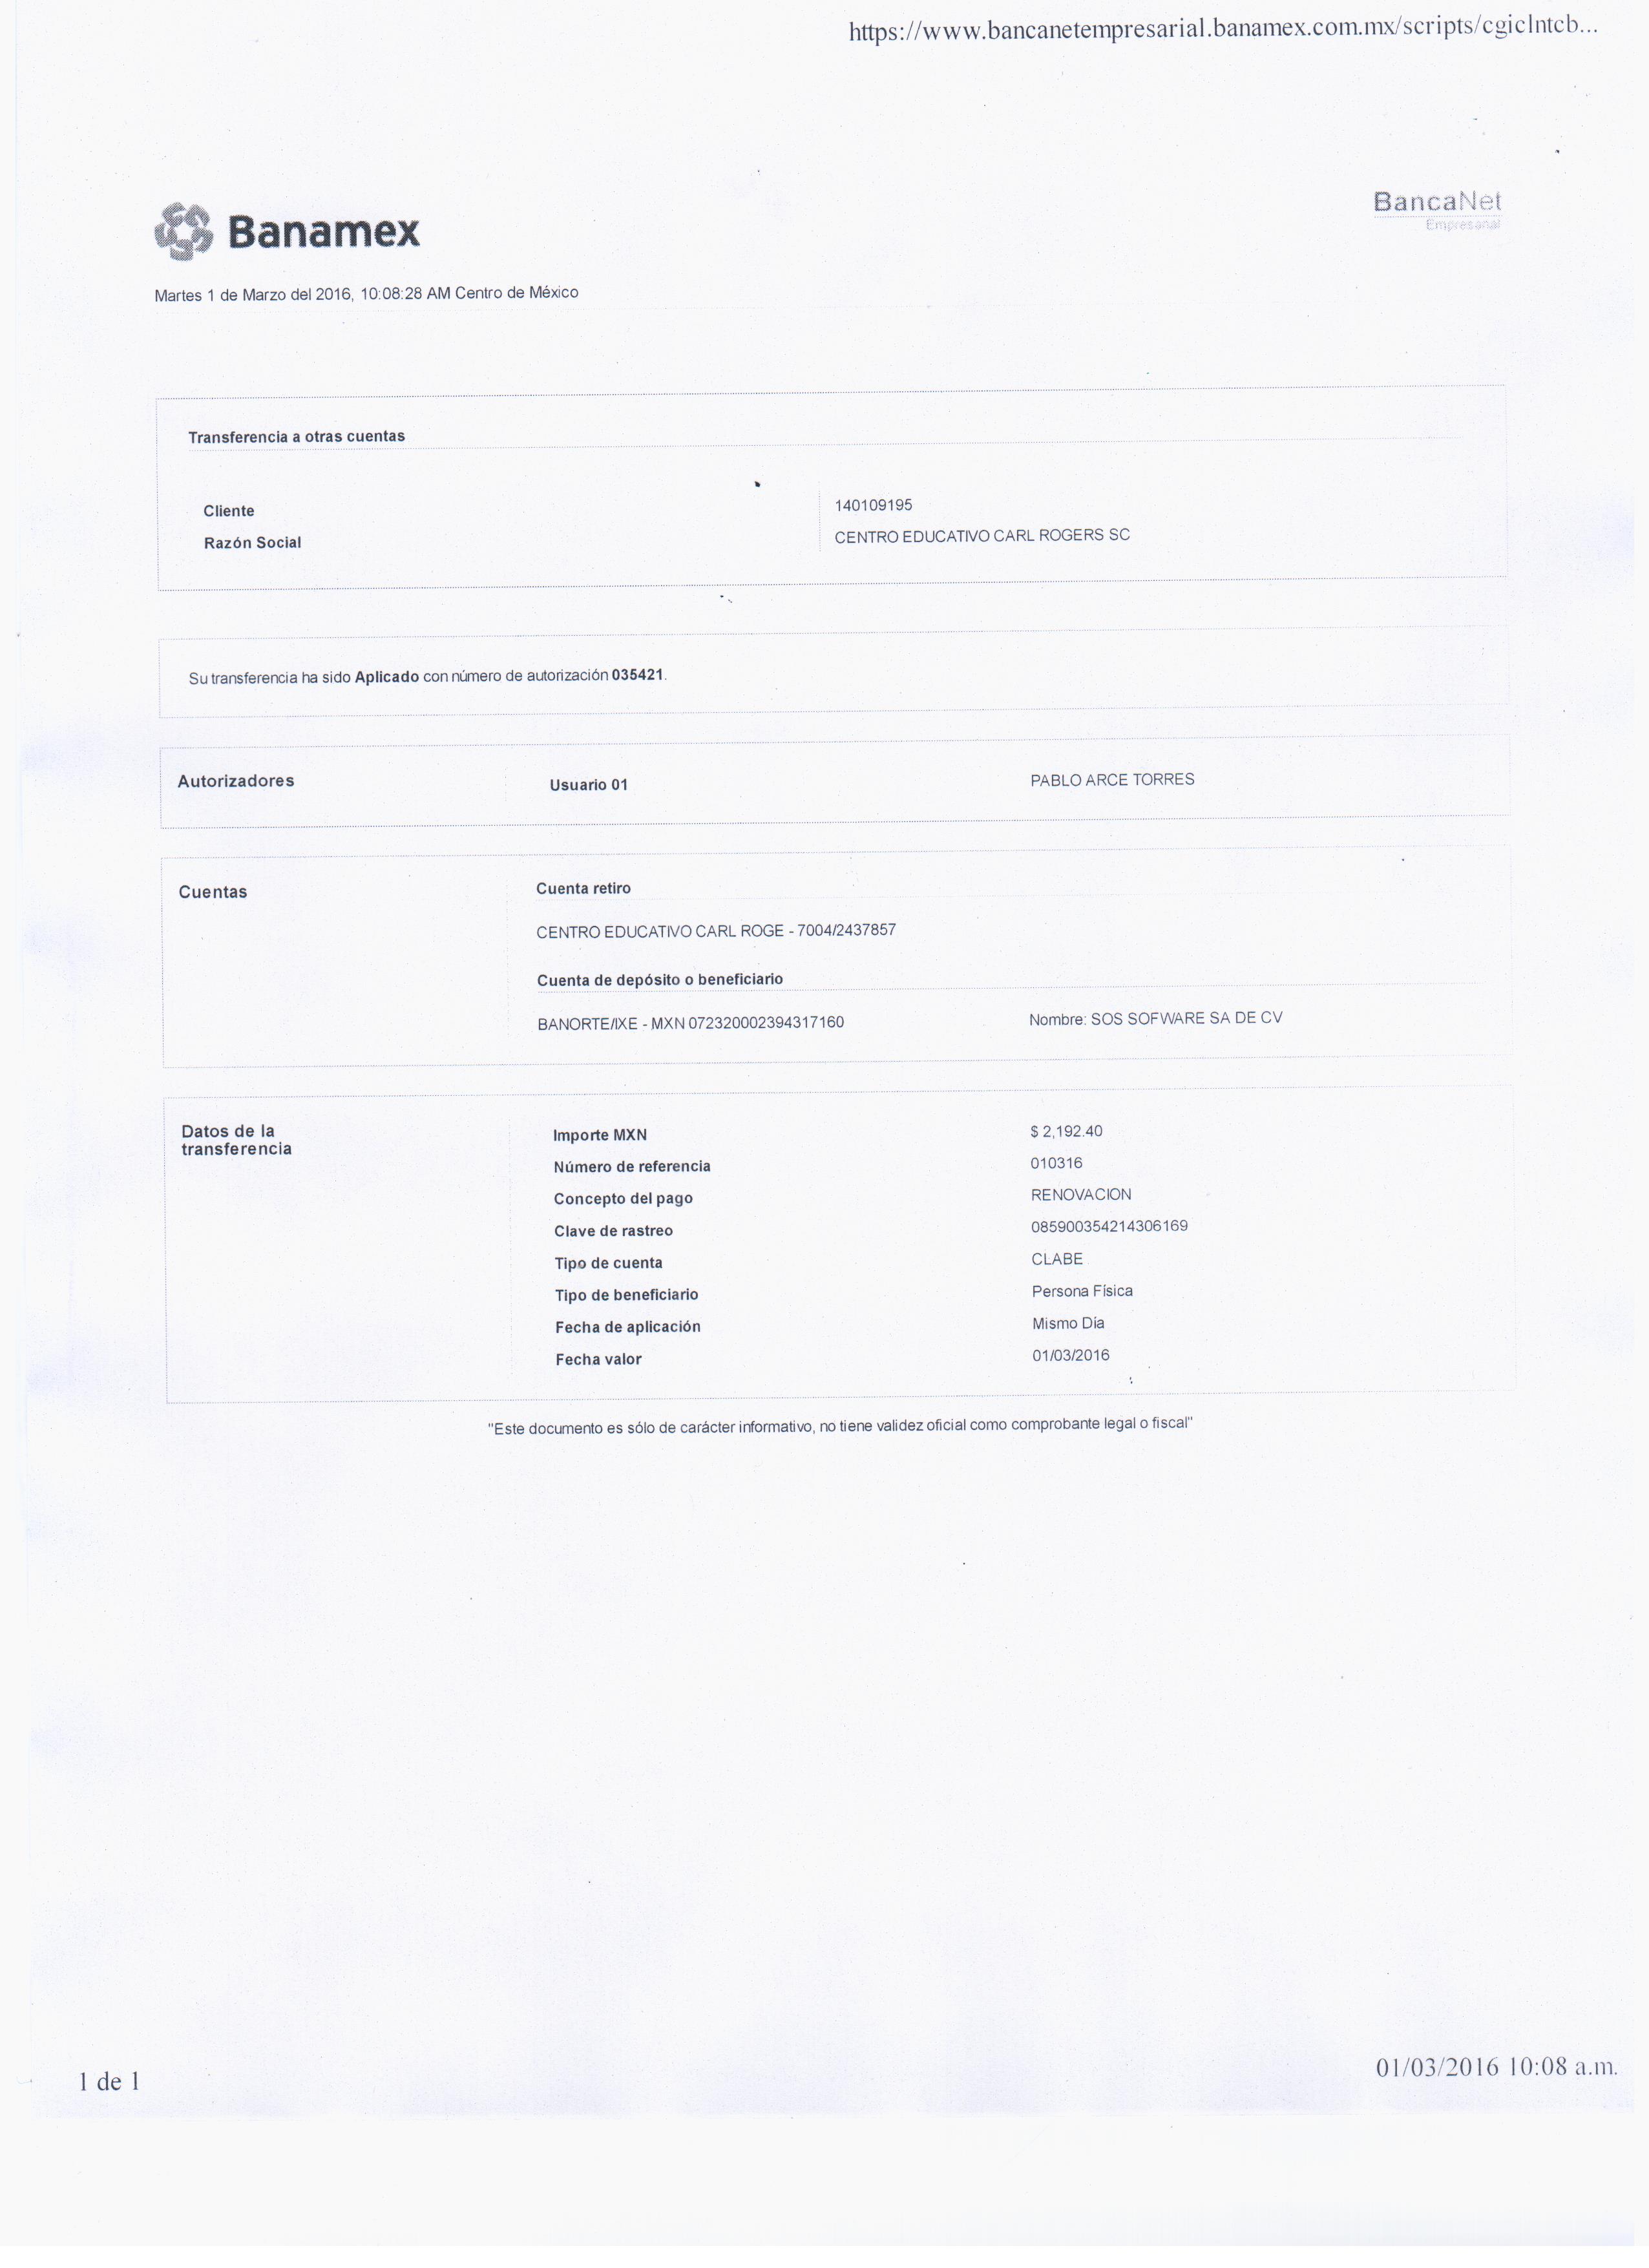 https://www.bancanetempresarial.banamex.com.mx/scripts/cgiclntcb...
Banamex
BancaNet
Empresarial
Martes 1 de Marzo del 2016, 10:08:28 AM Centro de México
Transferencia a otras cuentas
Cliente 140109195
Razón Social CENTRO EDUCATIVO CARL ROGERS SC
Su transferencia ha sido Aplicado con número de autorización 035421.
Autorizadores Usuario 01 PABLO ARCE TORRES
Cuentas Cuenta retiro
CENTRO EDUCATIVO CARL ROGE - 7004/2437857
Cuenta de depósito o beneficiario
BANORTE/IXE - MXN 072320002394317160 Nombre: SOS SOFWARE SA DE CV
Datos de la
transferencia
Importe MXN $ 2,192.40
Número de referencia 010316
Concepto del pago RENOVACION
Clave de rastreo 085900354214306169
Tipo de cuenta CLABE
Tipo de beneficiario Persona Física
Fecha de aplicación Mismo Día
Fecha valor 01/03/2016
"Este documento es sólo de carácter informativo, no tiene validez oficial como comprobante legal o fiscal"
1 de 1 01/03/2016 10:08 a.m.